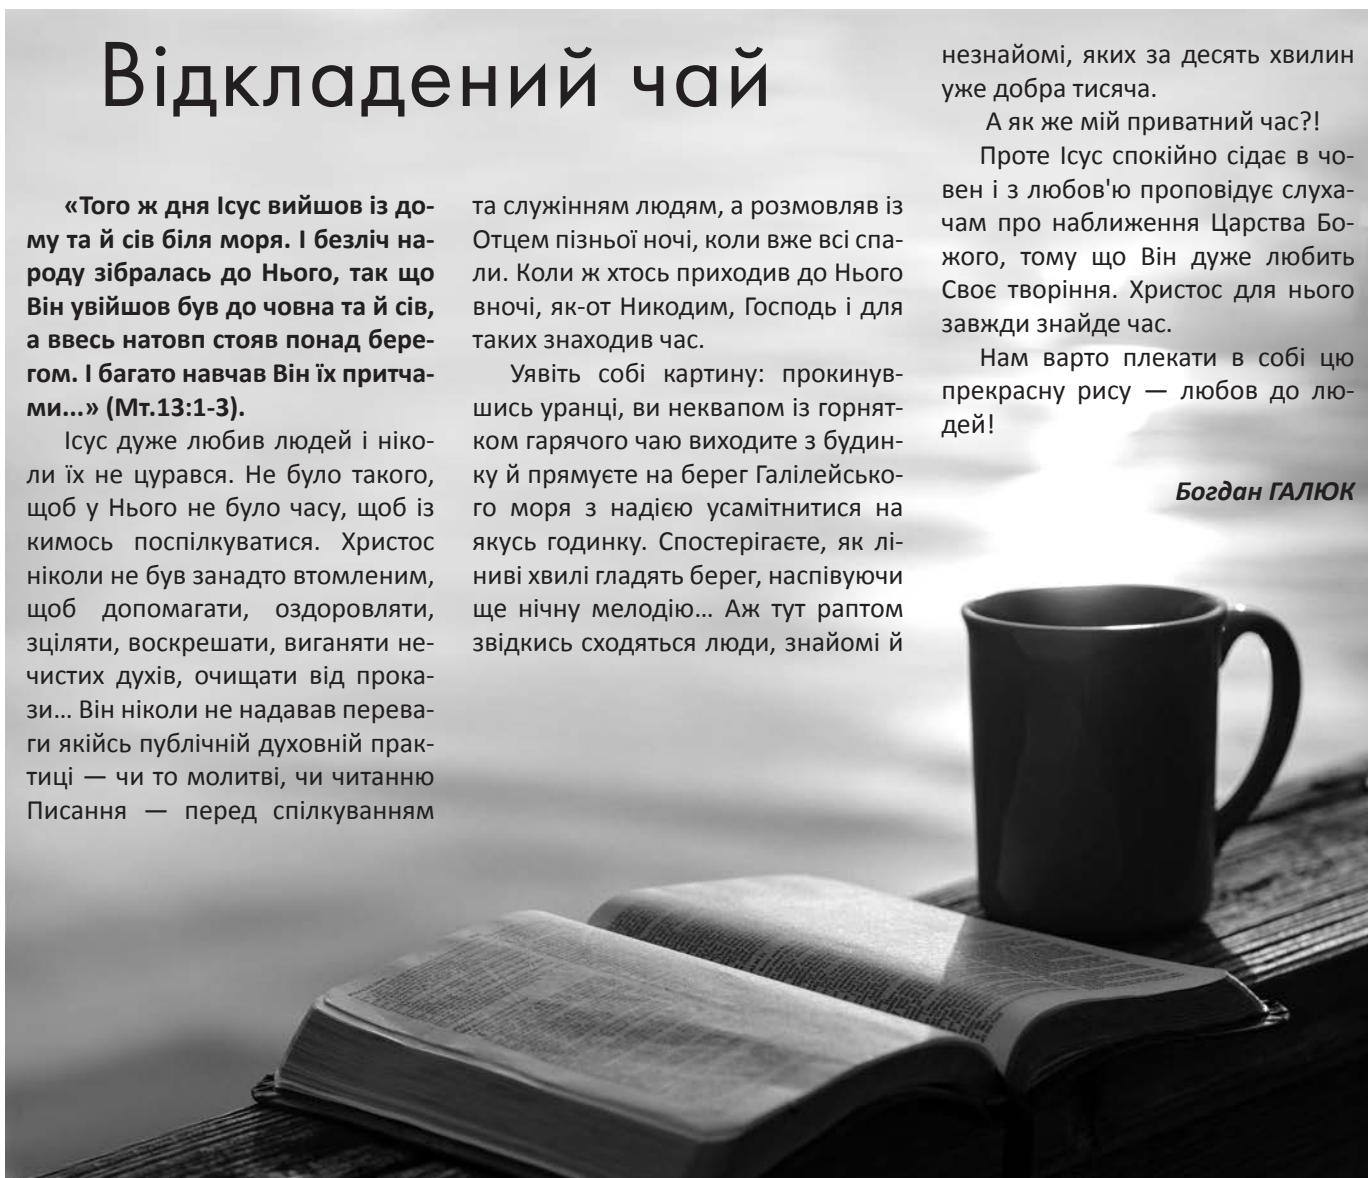 Відкладений чай
«Того ж дня Ісус вийшов із до-
му та й сів біля моря. І безліч на-
роду зібралась до Нього, так що
Він увійшов був до човна та й сів,
а ввесь натовп стояв понад бере-
гом. І багато навчав Він їх притча-
ми...» (Мт.13:1-3).
Ісус дуже любив людей і ніко-
ли їх не цурався. Не було такого,
щоб у Нього не було часу, щоб із
кимось поспілкуватися. Христос
ніколи не був занадто втомленим,
щоб допомагати, оздоровляти,
зціляти, воскрешати, виганяти не-
чистих духів, очищати від прока-
зи... Він ніколи не надавав перева-
ги якійсь публічній духовній прак-
тиці — чи то молитві, чи читанню
Писання — перед спілкуванням
та служінням людям, а розмовляв із
Отцем пізньої ночі, коли вже всі спа-
ли. Коли ж хтось приходив до Нього
вночі, як-от Никодим, Господь і для
таких знаходив час.
Уявіть собі картину: прокинув-
шись уранці, ви неквапом із горнят-
ком гарячого чаю виходите з будин-
ку й прямуєте на берег Галілейсько-
го моря з надією усамітнитися на
якусь годинку. Спостерігаєте, як лі-
ниві хвилі гладять берег, наспівуючи
ще нічну мелодію... Аж тут раптом
звідкись сходяться люди, знайомі й
незнайомі, яких за десять хвилин
уже добра тисяча.
А як же мій приватний час?!
Проте Ісус спокійно сідає в чо-
вен і з любов'ю проповідує слуха-
чам про наближення Царства Бо-
жого, тому що Він дуже любить
Своє творіння. Христос для нього
завжди знайде час.
Нам варто плекати в собі цю
прекрасну рису — любов до лю-
дей!
Богдан ГАЛЮК